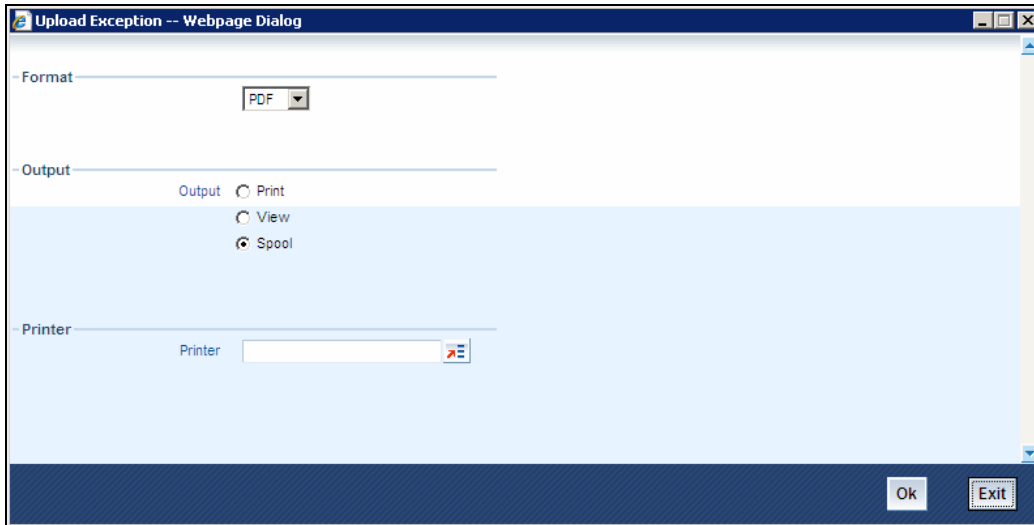 Upload Exception -- Webpage Dialog
Format
PDF
Output
Output Print
View
Spool
Printer
Printer
Ok Exit